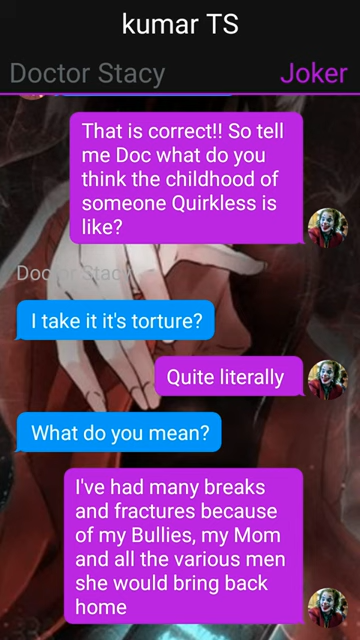 kumar TS
Doctor Stacy
Joker
That is correct!! So tell
me Doc what do you
think the childhood of
someone Quirkless is
like?
Doctor Stacy
I take it it's torture?
Quite literally
What do you mean?
I've had many breaks
and fractures because
of my Bullies, my Mom
and all the various men
she would bring back
home